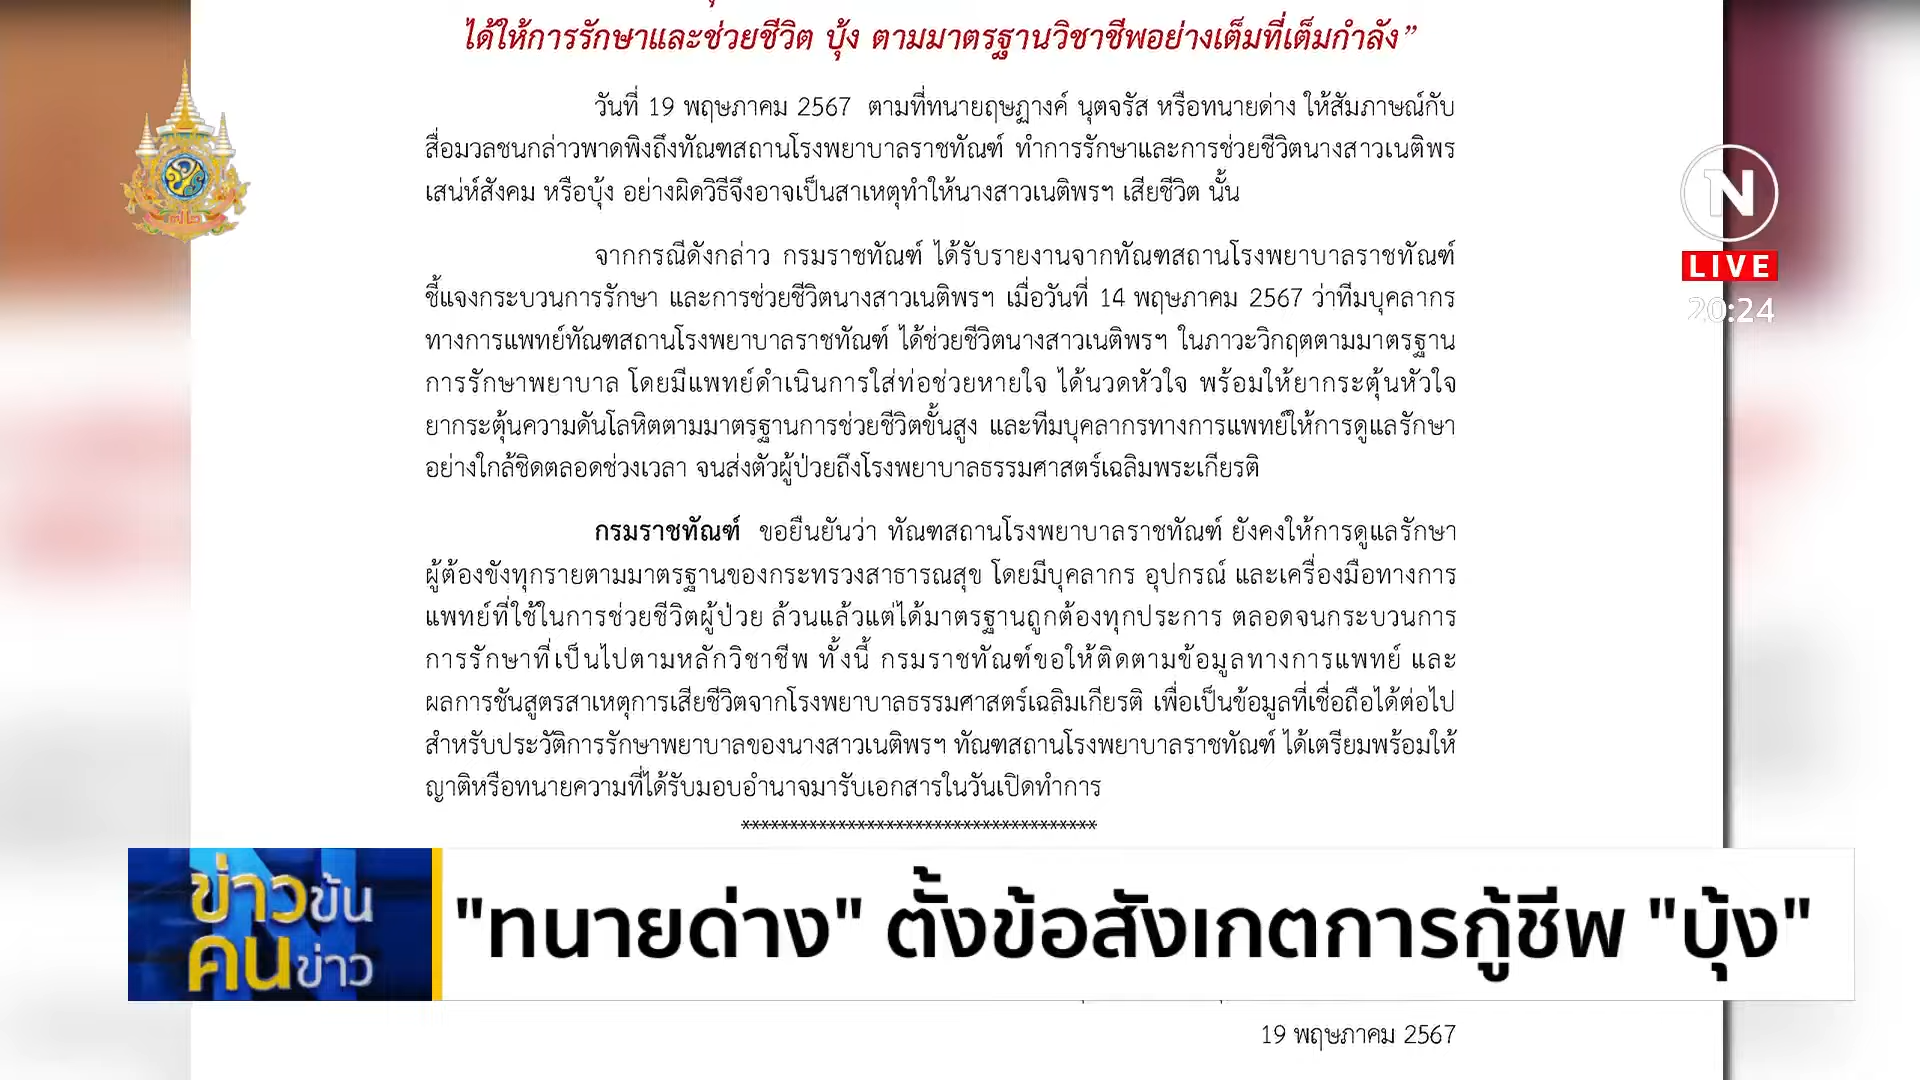 ได้ให้การรักษาและช่วยชีวิต บุ้ง ตามมาตรฐานวิชาชีพอย่างเต็มที่เต็มกำลัง”
วันที่ 19 พฤษภาคม 2567 ตามที่ทนายฤษฎางค์ นุตจรัส หรือทนายด่าง ให้สัมภาษณ์กับ
สื่อมวลชนกล่าวพาดพิงถึงทัณฑสถานโรงพยาบาลราชทัณฑ์ ทำการรักษาและการช่วยชีวิตนางสาวเนติพร
เสน่ห์สังคม หรือบุ้ง อย่างผิดวิธีจึงอาจเป็นสาเหตุทำให้นางสาวเนติพรฯ เสียชีวิต นั้น
จากกรณีดังกล่าว กรมราชทัณฑ์ ได้รับรายงานจากทัณฑสถานโรงพยาบาลราชทัณฑ์
ชี้แจงกระบวนการรักษา และการช่วยชีวิตนางสาวเนติพรฯ เมื่อวันที่ 14 พฤษภาคม 2567 ว่าทีมบุคลากร
ทางการแพทย์ทัณฑสถานโรงพยาบาลราชทัณฑ์ ได้ช่วยชีวิตนางสาวเนติพรฯ ในภาวะวิกฤตตามมาตรฐาน
การรักษาพยาบาล โดยมีแพทย์ดำเนินการใส่ท่อช่วยหายใจ ได้นวดหัวใจ พร้อมให้ยากระตุ้นหัวใจ
ยากระตุ้นความดันโลหิตตามมาตรฐานการช่วยชีวิตขั้นสูง และทีมบุคลากรทางการแพทย์ให้การดูแลรักษา
อย่างใกล้ชิดตลอดช่วงเวลา จนส่งตัวผู้ป่วยถึงโรงพยาบาลธรรมศาสตร์เฉลิมพระเกียรติ
กรมราชทัณฑ์ ขอยืนยันว่า ทัณฑสถานโรงพยาบาลราชทัณฑ์ ยังคงให้การดูแลรักษา
ผู้ต้องขังทุกรายตามมาตรฐานของกระทรวงสาธารณสุข โดยมีบุคลากร อุปกรณ์ และเครื่องมือทางการ
แพทย์ที่ใช้ในการช่วยชีวิตผู้ป่วย ล้วนแล้วแต่ได้มาตรฐานถูกต้องทุกประการ ตลอดจนกระบวนการ
การรักษาที่เป็นไปตามหลักวิชาชีพ ทั้งนี้ กรมราชทัณฑ์ขอให้ติดตามข้อมูลทางการแพทย์ และ
ผลการชันสูตรสาเหตุการเสียชีวิตจากโรงพยาบาลธรรมศาสตร์เฉลิมเกียรติ เพื่อเป็นข้อมูลที่เชื่อถือได้ต่อไป
สำหรับประวัติการรักษาพยาบาลของนางสาวเนติพรฯ ทัณฑสถานโรงพยาบาลราชทัณฑ์ ได้เตรียมพร้อมให้
ญาติหรือทนายความที่ได้รับมอบอำนาจมารับเอกสารในวันเปิดทำการ
************************************
๗๒
N
LIVE
20:24
ข่าวข้น
คนข่าว
"ทนายด่าง" ตั้งข้อสังเกตการกู้ชีพ "บุ้ง"
19 พฤษภาคม 2567